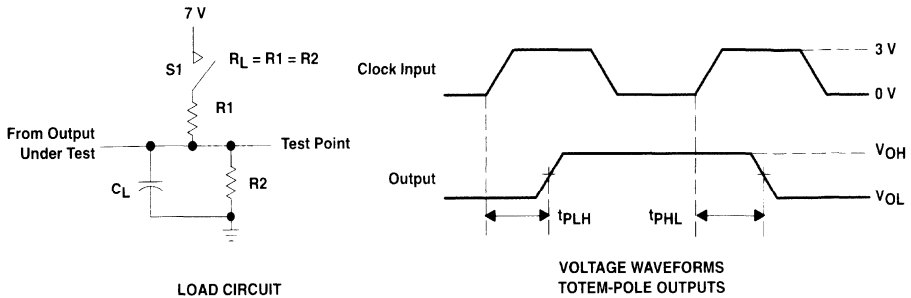 7 V
S1
RL = R1 = R2
R1
From Output
Under Test
Test Point
CL
R2
LOAD CIRCUIT
Clock Input
3 V
0 V
Output
VOH
VOL
tPLH
tPHL
VOLTAGE WAVEFORMS
TOTEM-POLE OUTPUTS